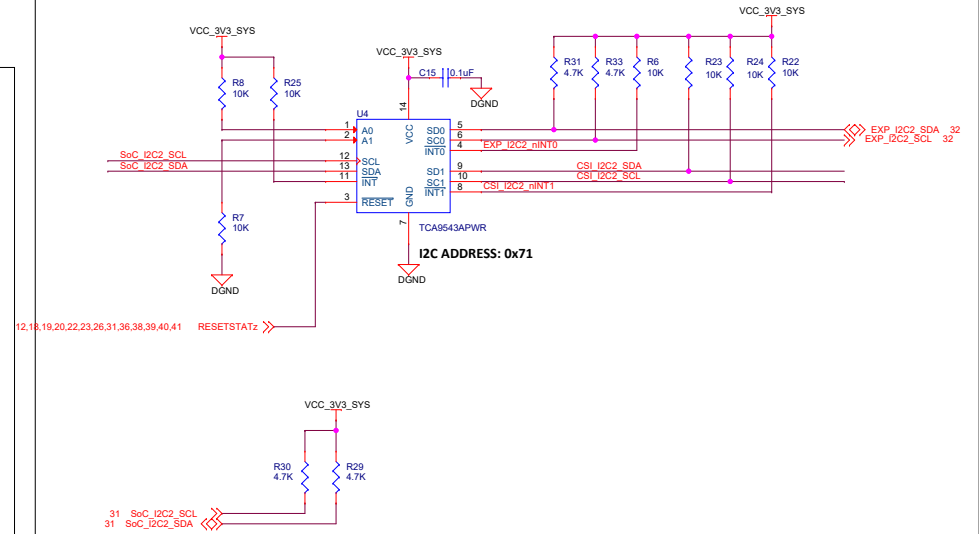 VCC_3V3_SYS
VCC_3V3_SYS
VCC_3V3_SYS
R8
10K
R25
10K
C15
0.1uF
DGND
R31
4.7K
R33
4.7K
R6
10K
R23
10K
R24
10K
R22
10K
U4
14
1
2
12
13
11
3
A0
A1
SCL
SDA
INT
RESET
VCC
GND
SD0
SC0
INT0
SD1
SC1
INT1
5
6
4
9
10
8
7
SoC_I2C2_SCL
SoC_I2C2_SDA
EXP_I2C2_nINT0
CSI_I2C2_SDA
CSI_I2C2_SCL
CSI_I2C2_nINT1
EXP_I2C2_SDA 32
EXP_I2C2_SCL 32
R7
10K
DGND
TCA9543APWR
I2C ADDRESS: 0x71
DGND
12,18,19,20,22,23,26,31,36,38,39,40,41 RESETSTATz
VCC_3V3_SYS
R30
4.7K
R29
4.7K
31 SoC_I2C2_SCL
31 SoC_I2C2_SDA